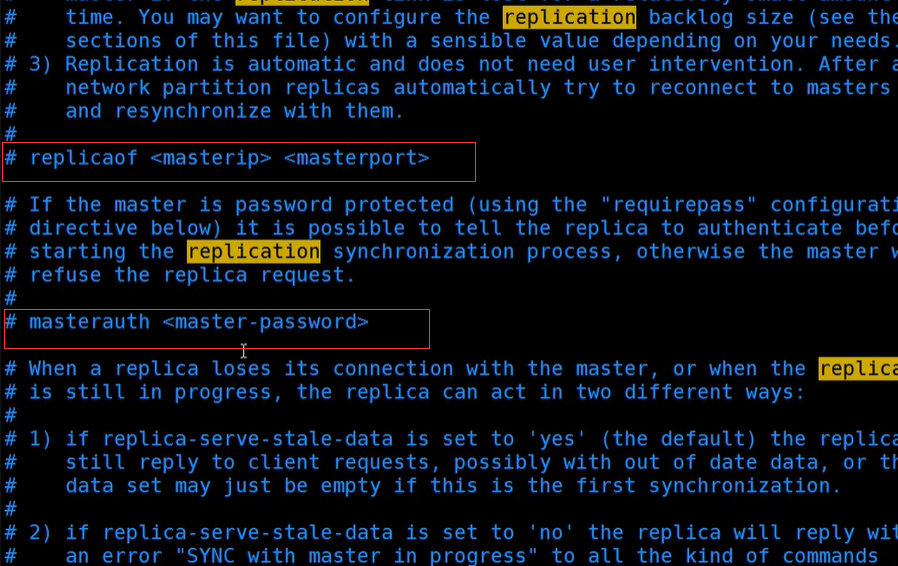 #    time. You may want to configure the replication backlog size (see the
#    sections of this file) with a sensible value depending on your needs.
# 3) Replication is automatic and does not need user intervention. After a
#    network partition replicas automatically try to reconnect to masters
#    and resynchronize with them.
#
# replicaof <masterip> <masterport>
# If the master is password protected (using the "requirepass" configurati
# directive below) it is possible to tell the replica to authenticate befo
# starting the replication synchronization process, otherwise the master w
# refuse the replica request.
#
# masterauth <master-password>
# When a replica loses its connection with the master, or when the replica
# is still in progress, the replica can act in two different ways:
#
# 1) if replica-serve-stale-data is set to 'yes' (the default) the replica
#    still reply to client requests, possibly with out of date data, or th
#    data set may just be empty if this is the first synchronization.
#
# 2) if replica-serve-stale-data is set to 'no' the replica will reply wit
#    an error "SYNC with master in progress" to all the kind of commands